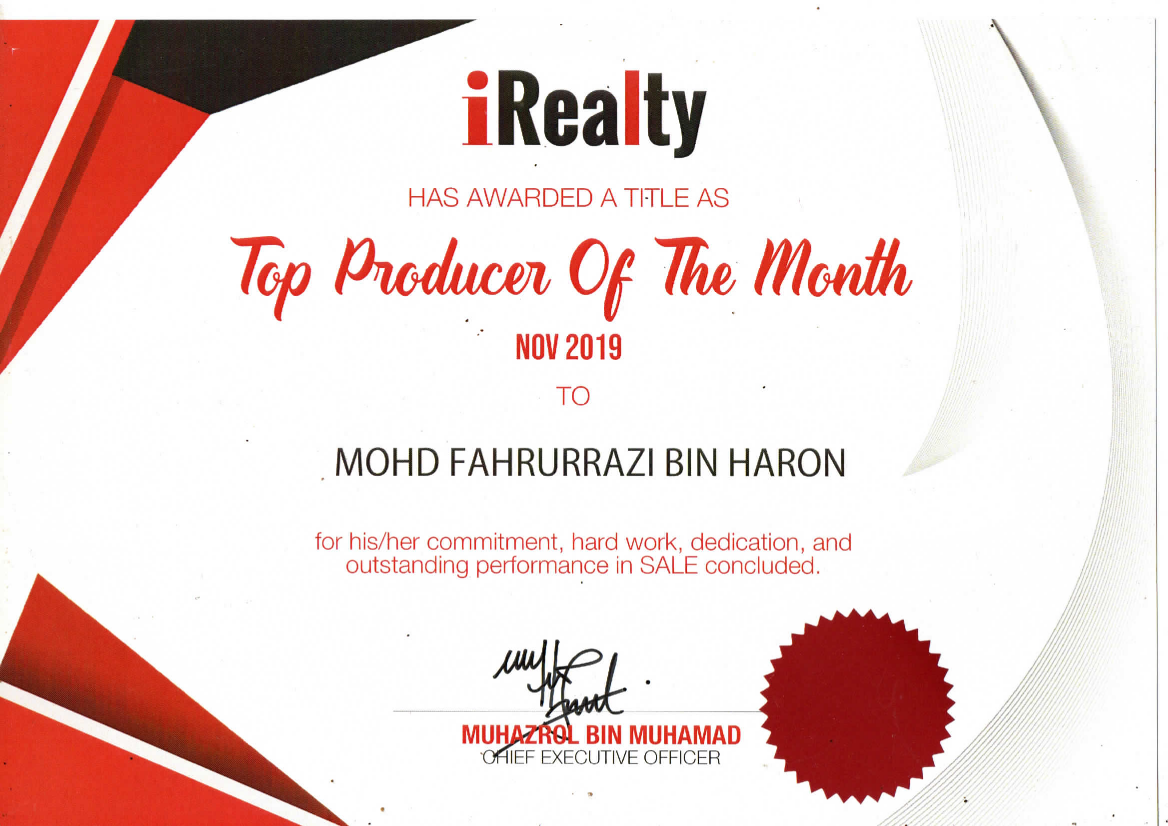 iRealty
HAS AWARDED A TITLE AS
Top Producer Of The Month
NOV 2019
TO
MOHD FAHRURRAZI BIN HARON
for his/her commitment, hard work, dedication, and
outstanding performance in SALE concluded.
MUHAZROL BIN MUHAMAD
CHIEF EXECUTIVE OFFICER